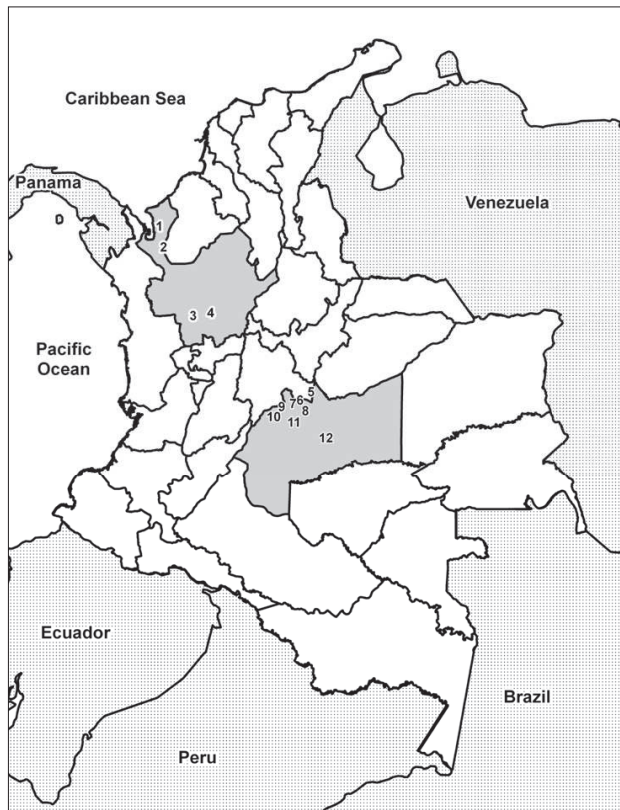 Caribbean Sea
Panama
Venezuela
1
2
3 4
Pacific
Ocean
5
6
7
9
8
10
11
12
Ecuador
Brazil
Peru